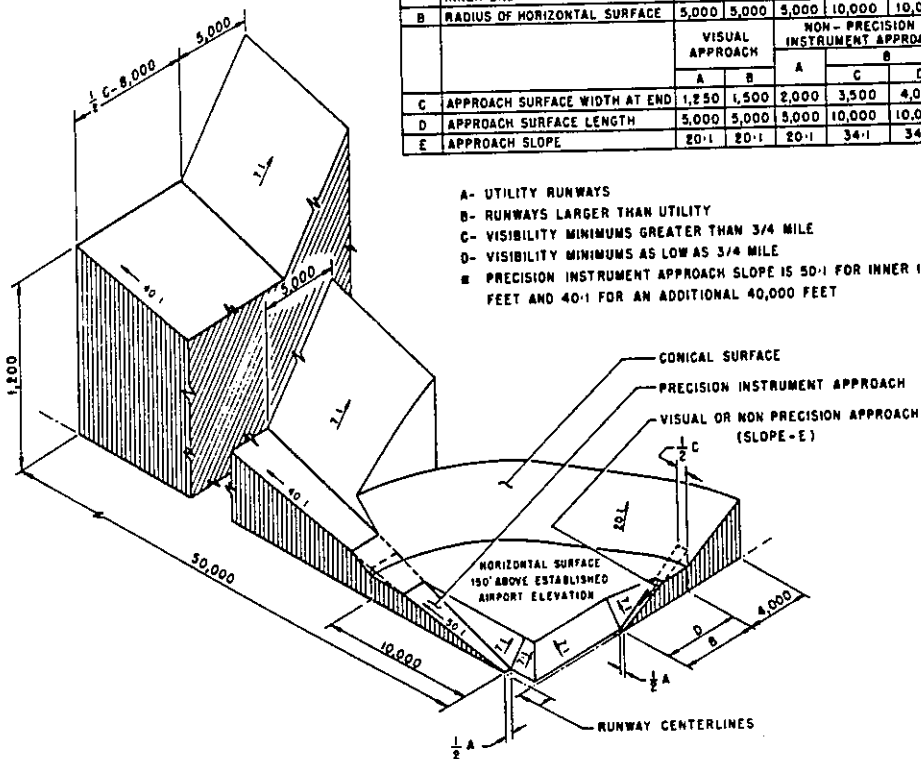 B RADIUS OF HORIZONTAL SURFACE 5,000 5,000 5,000 10,000
VISUAL APPROACH
NON-PRECISION
INSTRUMENT
A B A B
C
C APPROACH SURFACE WIDTH AT END 1,250 1,500 2,000 3,500
D APPROACH SURFACE LENGTH 5,000 5,000 5,000 10,000
E APPROACH SLOPE 20:1 20:1 20:1 34:1
A- UTILITY RUNWAYS
B- RUNWAYS LARGER THAN UTILITY
C- VISIBILITY MINIMUMS GREATER THAN 3/4 MILE
D- VISIBILITY MINIMUMS AS LOW AS 3/4 MILE
PRECISION INSTRUMENT APPROACH SLOPE IS 50:1 FOR INNER
FEET AND 40:1 FOR AN ADDITIONAL 40,000 FEET
5,000
1/2 C-8,000
7:1
40:1
5,000
1,200
7:1
CONICAL SURFACE
PRECISION INSTRUMENT APPROACH
VISUAL OR NON PRECISION APPROACH
(SLOPE-E)
1/2 C
40:1
20:1
50,000
HORIZONTAL SURFACE
150' ABOVE ESTABLISHED
AIRPORT ELEVATION
50:1
7:1
7:1
7:1
7:1
4,000
D
B
10,000
1/2 A
RUNWAY CENTERLINES
1/2 A